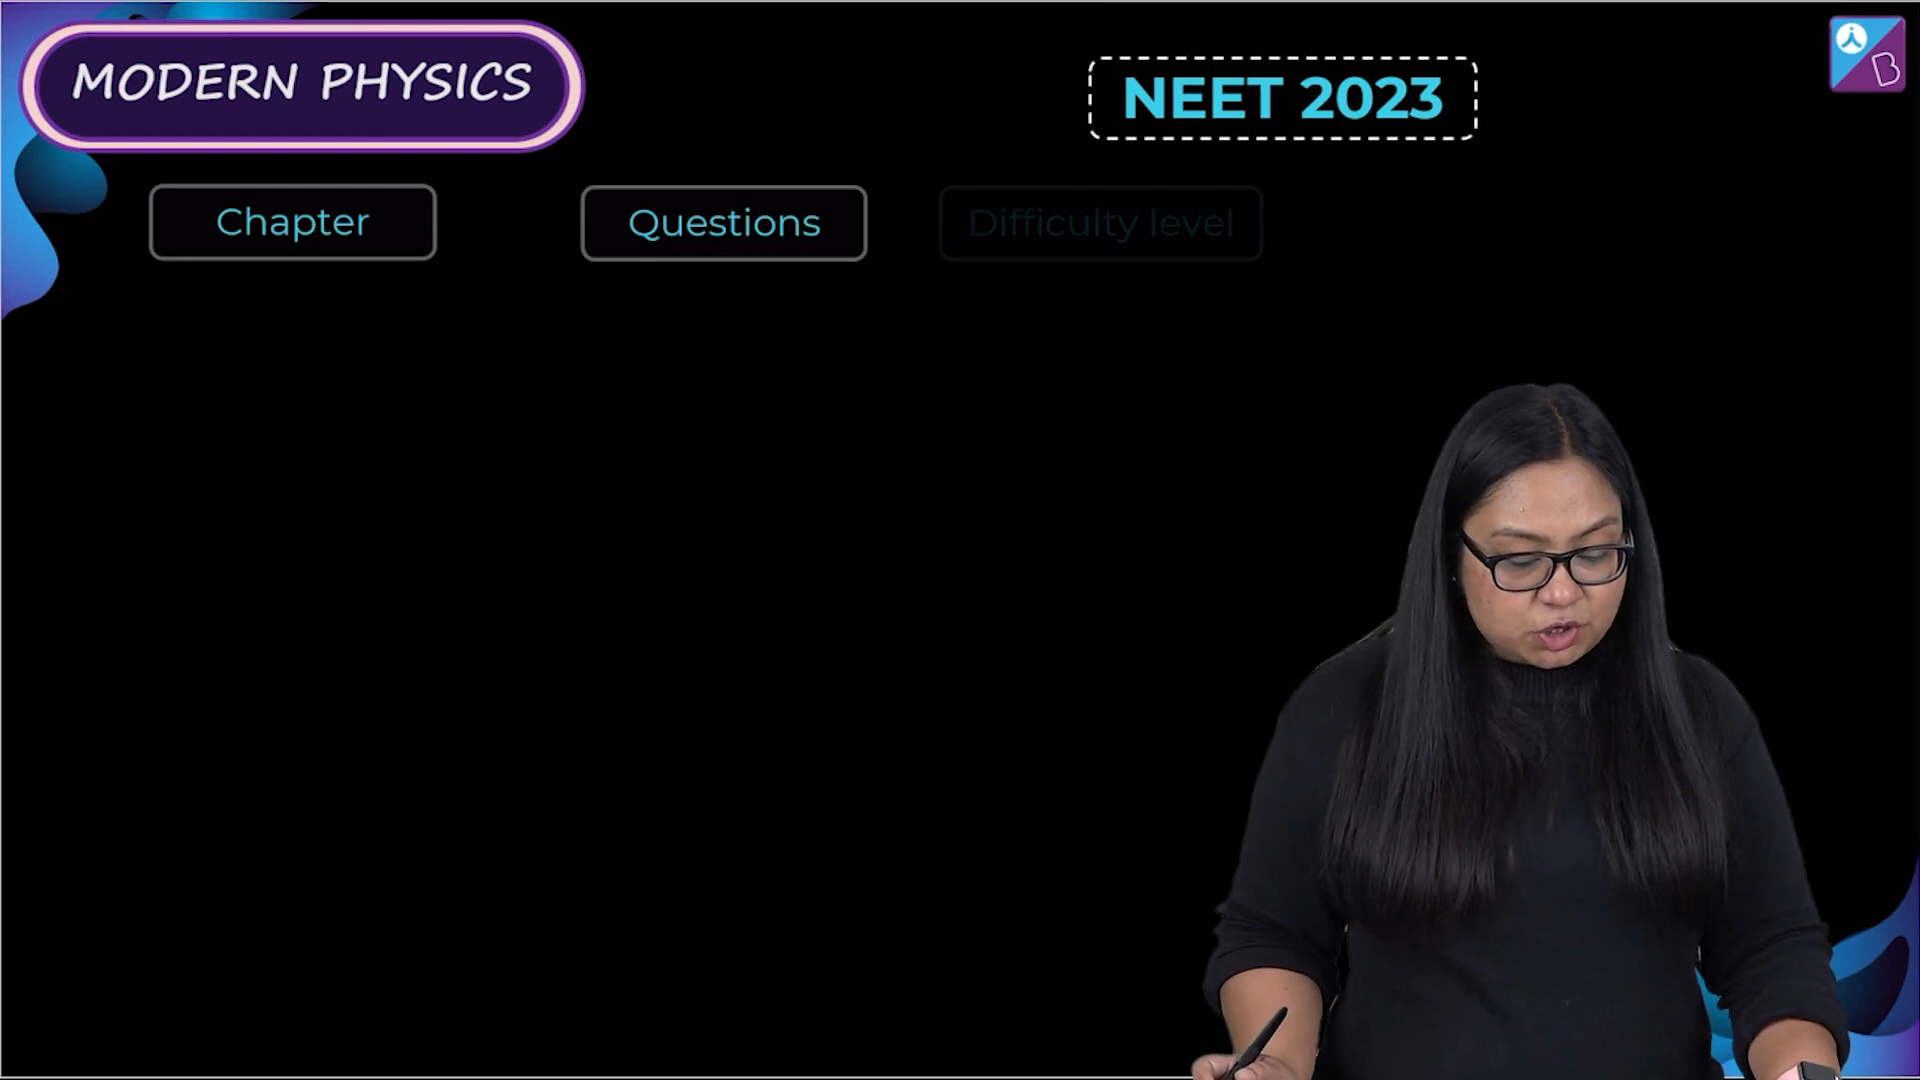 MODERN PHYSICS
NEET 2023
Chapter
Questions
Difficulty level
B